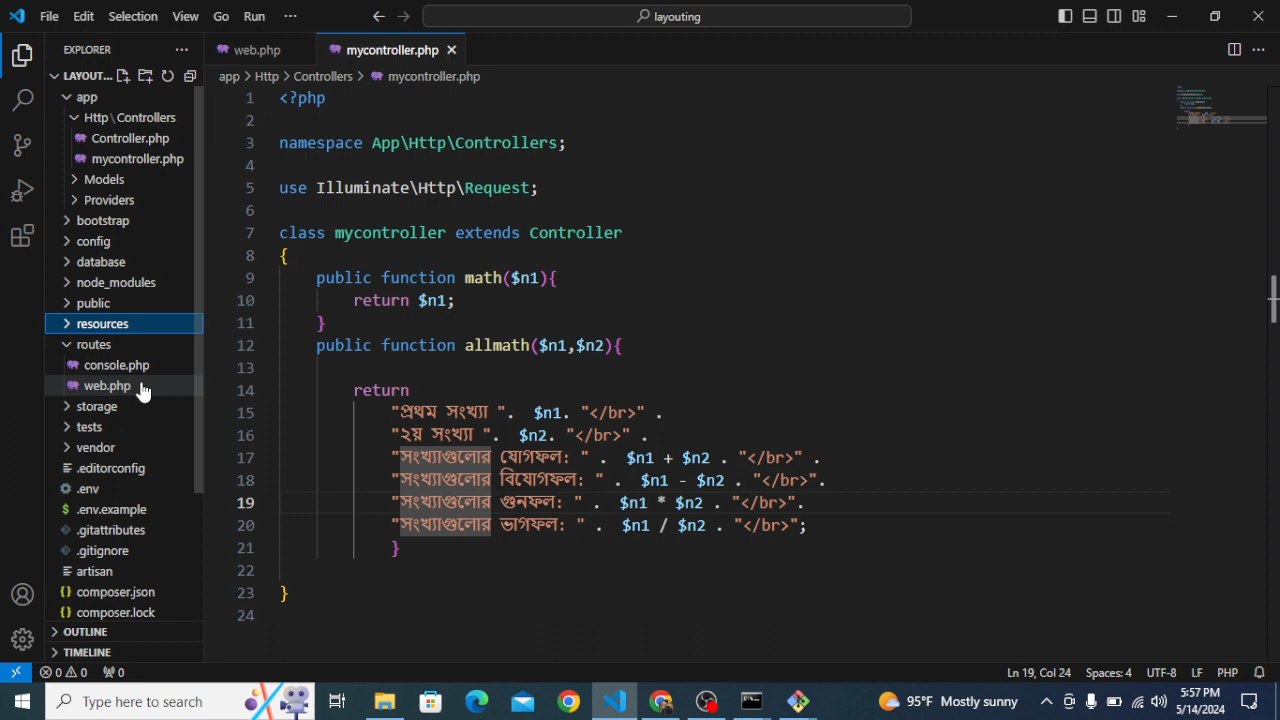 File Edit Selection View Go Run ··· layouting
EXPLORER ···
LAYOUT...
app
Http \ Controllers
Controller.php
mycontroller.php
Models
Providers
bootstrap
config
database
node_modules
public
resources
routes
console.php
web.php
storage
tests
vendor
.editorconfig
.env
.env.example
.gitattributes
.gitignore
artisan
composer.json
composer.lock
OUTLINE
TIMELINE
web.php mycontroller.php
app > Http > Controllers > mycontroller.php
1 <?php
2
3 namespace App\Http\Controllers;
4
5 use Illuminate\Http\Request;
6
7 class mycontroller extends Controller
8 {
9 public function math($n1){
10 return $n1;
11 }
12 public function allmath($n1,$n2){
13
14 return
15 "প্রথম সংখ্যা ". $n1. "</br>" .
16 "২য় সংখ্যা ". $n2. "</br>" .
17 "সংখ্যাগুলোর যোগফল: " . $n1 + $n2 . "</br>" .
18 "সংখ্যাগুলোর বিযোগফল: " . $n1 - $n2 . "</br>".
19 "সংখ্যাগুলোর গুনফল: " . $n1 * $n2 . "</br>".
20 "সংখ্যাগুলোর ভাগফল: " . $n1 / $n2 . "</br>";
21 }
22
23 }
24
0 0 0 Ln 19, Col 24 Spaces: 4 UTF-8 LF PHP
Type here to search 95°F Mostly sunny 5:57 PM
5/14/2024